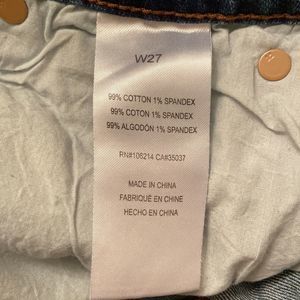 W27
99% COTTON 1% SPANDEX
99% COTON 1% SPANDEX
99% ALGODÓN 1% SPANDEX
RN#106214 CA#35037
MADE IN CHINA
FABRIQUÉ EN CHINE
HECHO EN CHINA